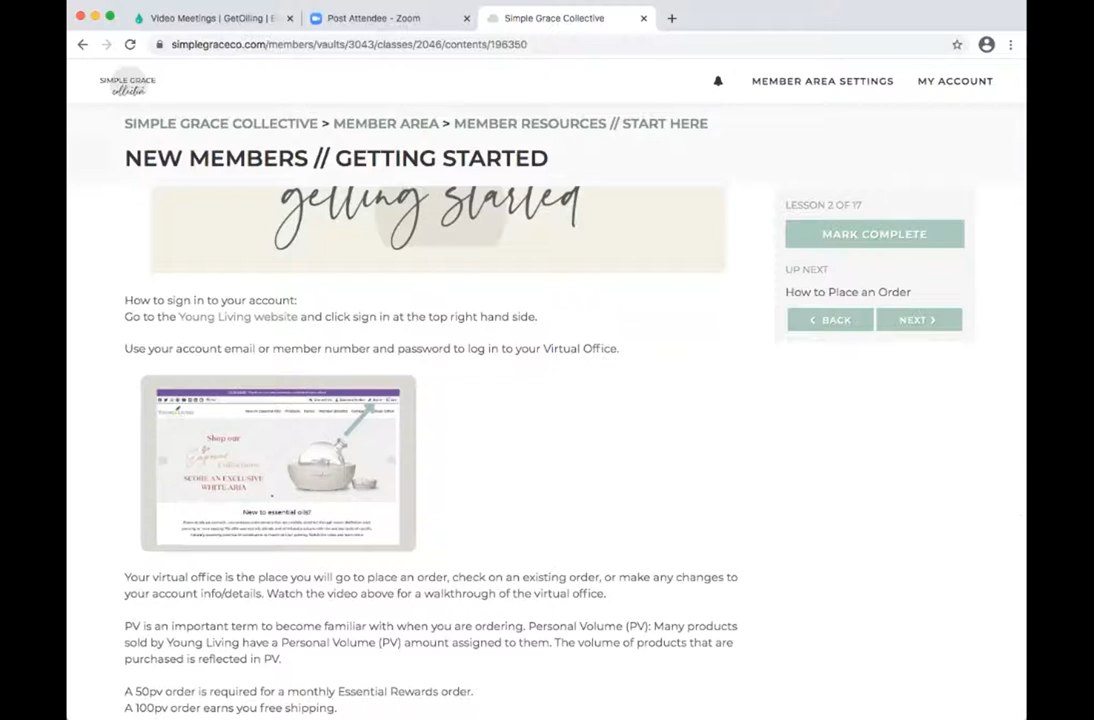 Video Meetings | GetOiling | E
Post Attendee - Zoom
Simple Grace Collective
simplegraceco.com/members/vaults/3043/classes/2046/contents/196350
SIMPLE GRACE
collective
MEMBER AREA SETTINGS
MY ACCOUNT
SIMPLE GRACE COLLECTIVE > MEMBER AREA > MEMBER RESOURCES // START HERE
NEW MEMBERS // GETTING STARTED
getting started
LESSON 2 OF 17
MARK COMPLETE
UP NEXT
How to Place an Order
< BACK
NEXT >
How to sign in to your account:
Go to the Young Living website and click sign in at the top right hand side.
Use your account email or member number and password to log in to your Virtual Office.
Shop our
SCORE AN EXCLUSIVE
WHITE ARIA
New to essential oils?
Your virtual office is the place you will go to place an order, check on an existing order, or make any changes to
your account info/details. Watch the video above for a walkthrough of the virtual office.
PV is an important term to become familiar with when you are ordering. Personal Volume (PV): Many products
sold by Young Living have a Personal Volume (PV) amount assigned to them. The volume of products that are
purchased is reflected in PV.
A 50pv order is required for a monthly Essential Rewards order.
A 100pv order earns you free shipping.